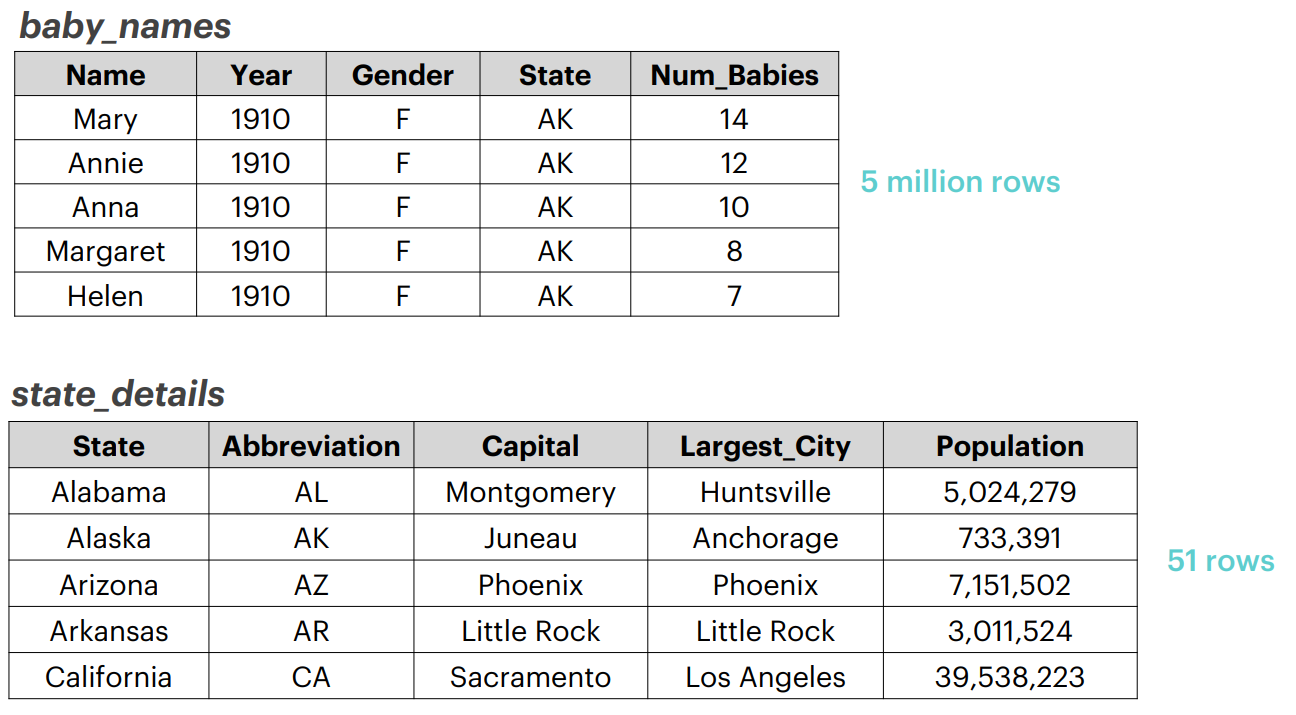 baby_names
Name Year Gender State Num_Babies
Mary 1910 F AK 14
Annie 1910 F AK 12
5 million rows
Anna 1910 F AK 10
Margaret 1910 F AK 8
Helen 1910 F AK 7
state_details
State Abbreviation Capital Largest_City Population
Alabama AL Montgomery Huntsville 5,024,279
Alaska AK Juneau Anchorage 733,391
51 rows
Arizona AZ Phoenix Phoenix 7,151,502
Arkansas AR Little Rock Little Rock 3,011,524
California CA Sacramento Los Angeles 39,538,223